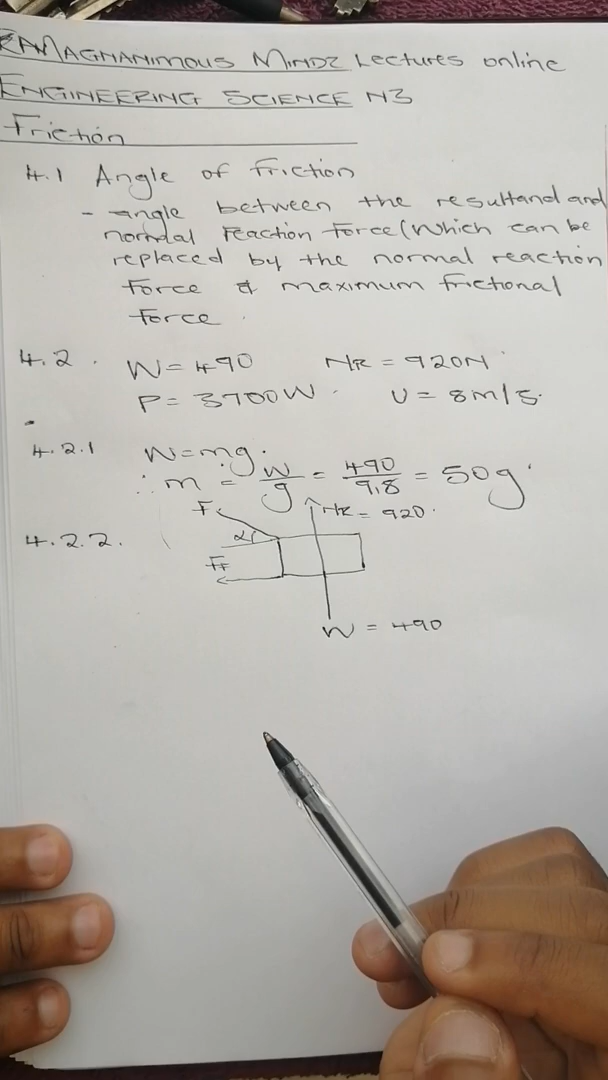 MAGNANIMOUS MINDZ Lectures online
ENGINEERING SCIENCE N3
Friction
4.1 Angle of friction
- angle between the resultand and
normal reaction force (which can be
replaced by the normal reaction
force & maximum frictional
force.
4.2. W = 490 NR = 920N
P = 3700W. U = 8m/s.
4.2.1 W = mg.
∴ m = W/g = 490/9.8 = 50g
F NR = 920.
4.2.2. α
FF
W = 490